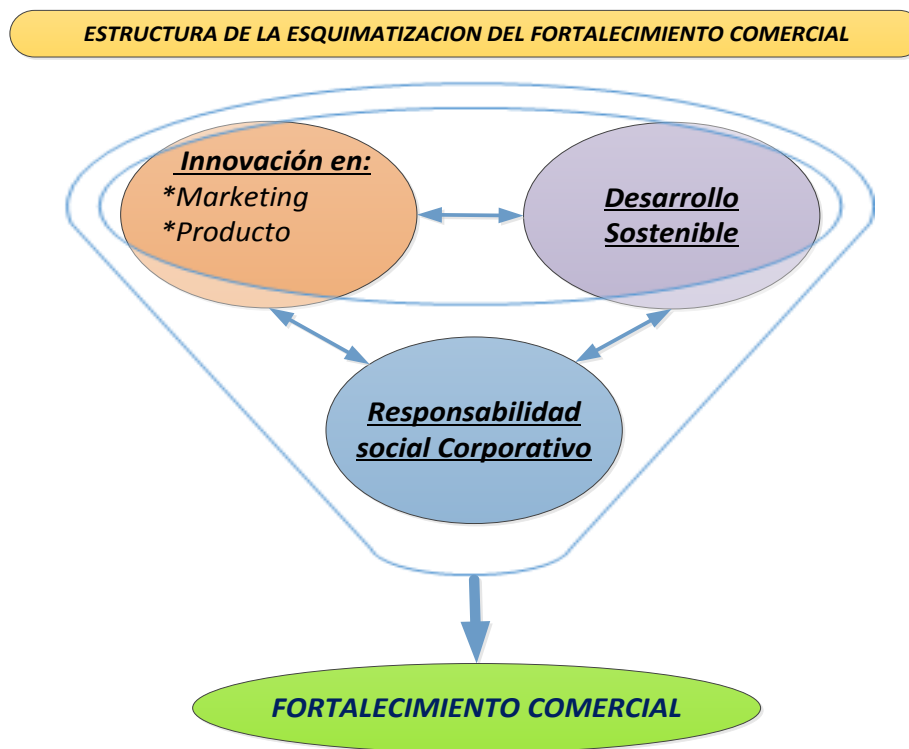 ESTRUCTURA DE LA ESQUIMATIZACION DEL FORTALECIMIENTO COMERCIAL
Innovación en:
*Marketing
*Producto
Desarrollo
Sostenible
Responsabilidad
social Corporativo
FORTALECIMIENTO COMERCIAL